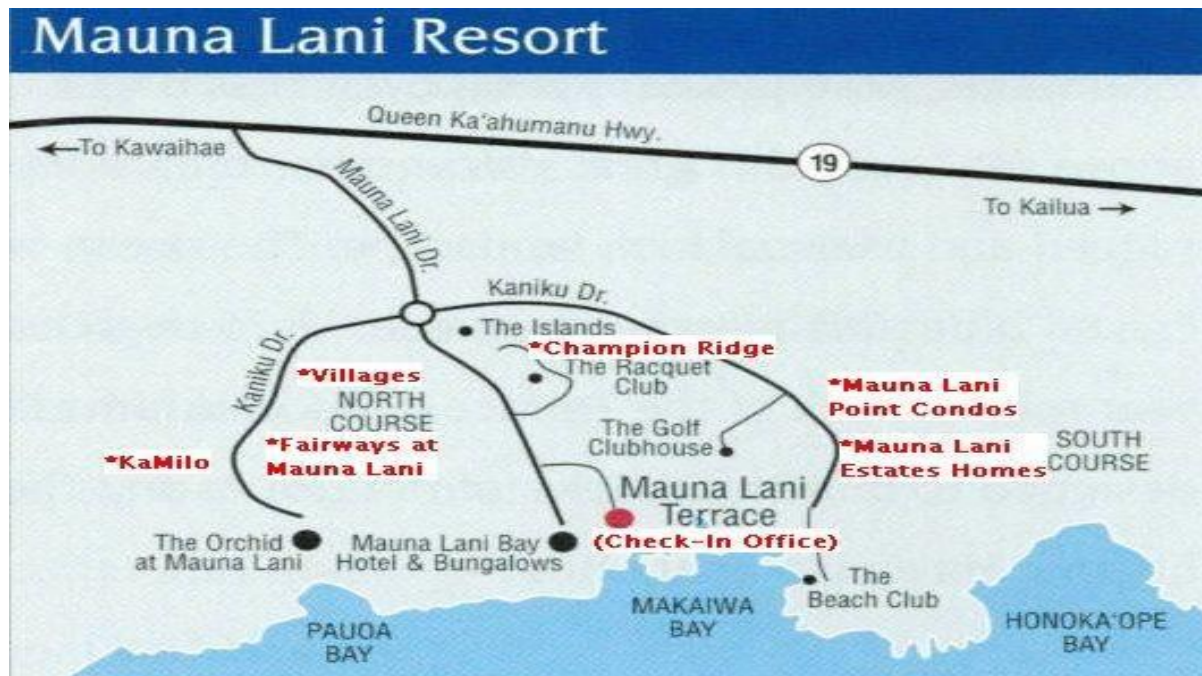 Mauna Lani Resort
Queen Ka'ahumanu Hwy.
←To Kawaihae
19
To Kailua →
Mauna Lani Dr.
Kaniku Dr.
Kaniku Dr.
The Islands
*Champion Ridge
The Racquet
Club
*Villages
NORTH
COURSE
*Mauna Lani
Point Condos
The Golf
Clubhouse
*Fairways at
Mauna Lani
*KaMilo
*Mauna Lani
Estates Homes
SOUTH
COURSE
Mauna Lani
Terrace
(Check-In Office)
The Orchid
at Mauna Lani
Mauna Lani Bay
Hotel & Bungalows
The
Beach Club
MAKAIWA
BAY
PAUOA
BAY
HONOKA'OPE
BAY